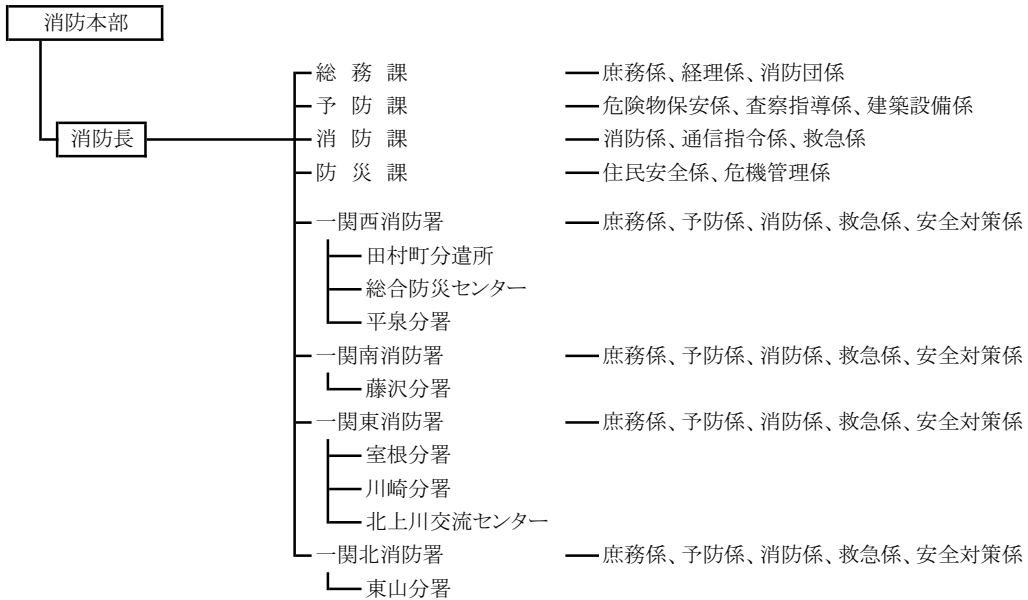 消防本部
総務課 庶務係、経理係、消防団係
予防課 危険物保安係、査察指導係、建築設備係
消防長 消防課 消防係、通信指令係、救急係
防災課 住民安全係、危機管理係
一関西消防署 庶務係、予防係、消防係、救急係、安全対策係
田村町分遣所
総合防災センター
平泉分署
一関南消防署 庶務係、予防係、消防係、救急係、安全対策係
藤沢分署
一関東消防署 庶務係、予防係、消防係、救急係、安全対策係
室根分署
川崎分署
北上川交流センター
一関北消防署 庶務係、予防係、消防係、救急係、安全対策係
東山分署